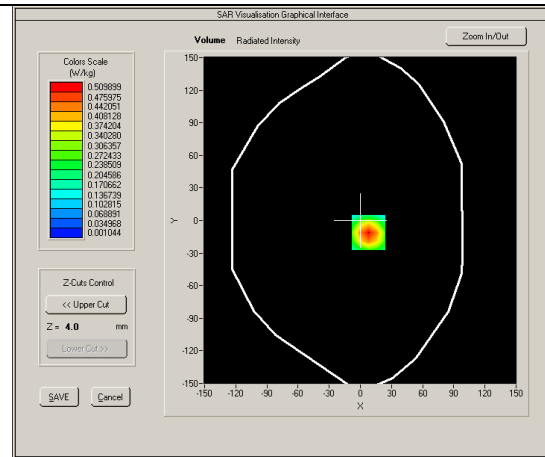 SAR Visualisation Graphical Interface
Volume Radiated Intensity
Zoom In/Out
Colors Scale
(W/kg)
0.509899
0.475975
0.442051
0.408128
0.374204
0.340280
0.306357
0.272433
0.238509
0.204586
0.170662
0.136739
0.102815
0.068891
0.034968
0.001044
Z-Cuts Control
<< Upper Cut
Z = 4.0 mm
Lower Cut >>
SAVE Cancel
150
120
90
60
30
0
-30
-60
-90
-120
-150
Y
-150 -120 -90 -60 -30 0 30 60 90 120 150
X